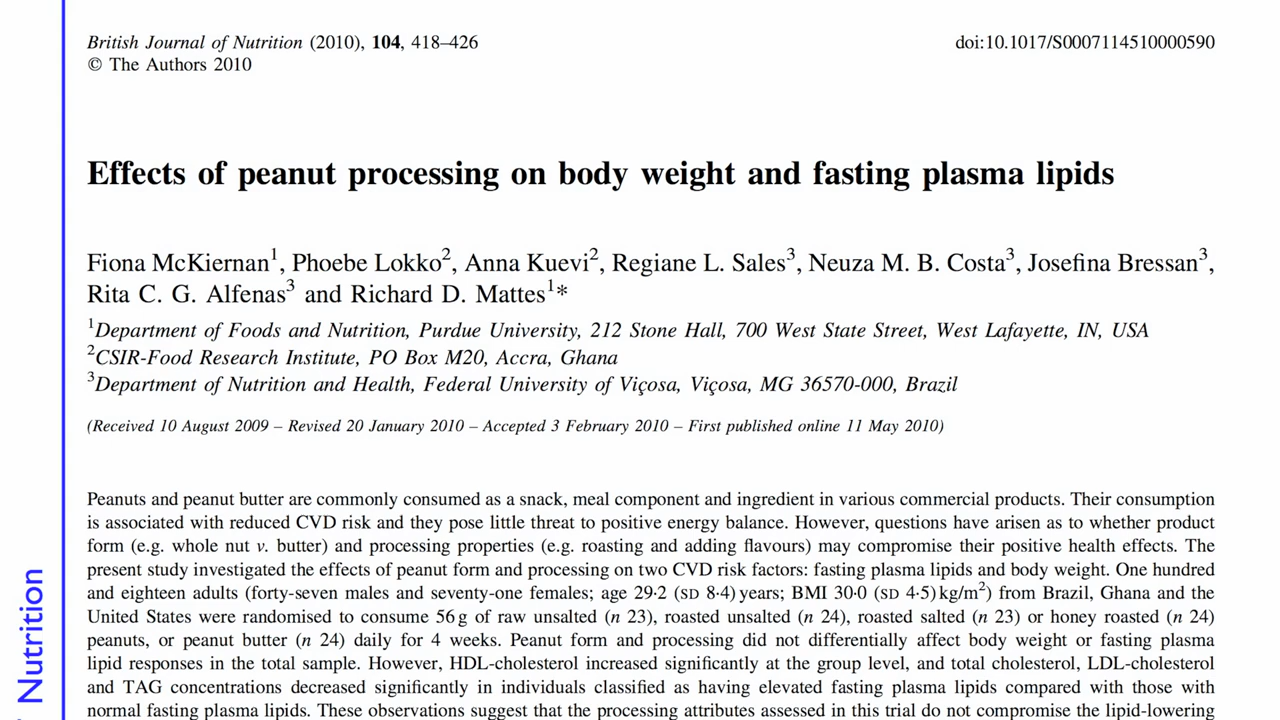 British Journal of Nutrition (2010), 104, 418–426
doi:10.1017/S0007114510000590
© The Authors 2010
Effects of peanut processing on body weight and fasting plasma lipids
Fiona McKiernan1, Phoebe Lokko2, Anna Kuevi2, Regiane L. Sales3, Neuza M. B. Costa3, Josefina Bressan3,
Rita C. G. Alfenas3 and Richard D. Mattes1*
1Department of Foods and Nutrition, Purdue University, 212 Stone Hall, 700 West State Street, West Lafayette, IN, USA
2CSIR-Food Research Institute, PO Box M20, Accra, Ghana
3Department of Nutrition and Health, Federal University of Viçosa, Viçosa, MG 36570-000, Brazil
(Received 10 August 2009 – Revised 20 January 2010 – Accepted 3 February 2010 – First published online 11 May 2010)
Peanuts and peanut butter are commonly consumed as a snack, meal component and ingredient in various commercial products. Their consumption
is associated with reduced CVD risk and they pose little threat to positive energy balance. However, questions have arisen as to whether product
form (e.g. whole nut v. butter) and processing properties (e.g. roasting and adding flavours) may compromise their positive health effects. The
present study investigated the effects of peanut form and processing on two CVD risk factors: fasting plasma lipids and body weight. One hundred
and eighteen adults (forty-seven males and seventy-one females; age 29·2 (SD 8·4) years; BMI 30·0 (SD 4·5) kg/m2) from Brazil, Ghana and the
United States were randomised to consume 56 g of raw unsalted (n 23), roasted unsalted (n 24), roasted salted (n 23) or honey roasted (n 24)
peanuts, or peanut butter (n 24) daily for 4 weeks. Peanut form and processing did not differentially affect body weight or fasting plasma
lipid responses in the total sample. However, HDL-cholesterol increased significantly at the group level, and total cholesterol, LDL-cholesterol
and TAG concentrations decreased significantly in individuals classified as having elevated fasting plasma lipids compared with those with
normal fasting plasma lipids. These observations suggest that the processing attributes assessed in this trial do not compromise the lipid-lowering
Nutrition